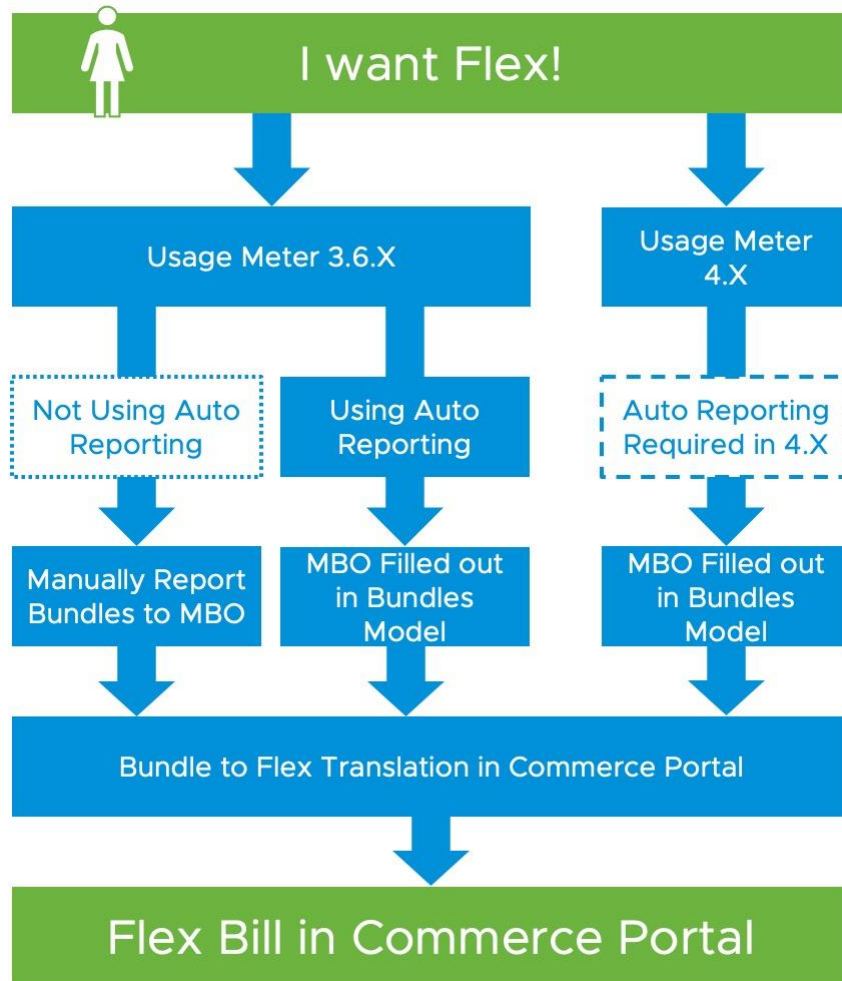 I want Flex!
Usage Meter 3.6.X
Usage Meter
4.X
Not Using Auto
Reporting
Using Auto
Reporting
Auto Reporting
Required in 4.X
Manually Report
Bundles to MBO
MBO Filled out
in Bundles
Model
MBO Filled out
in Bundles
Model
Bundle to Flex Translation in Commerce Portal
Flex Bill in Commerce Portal